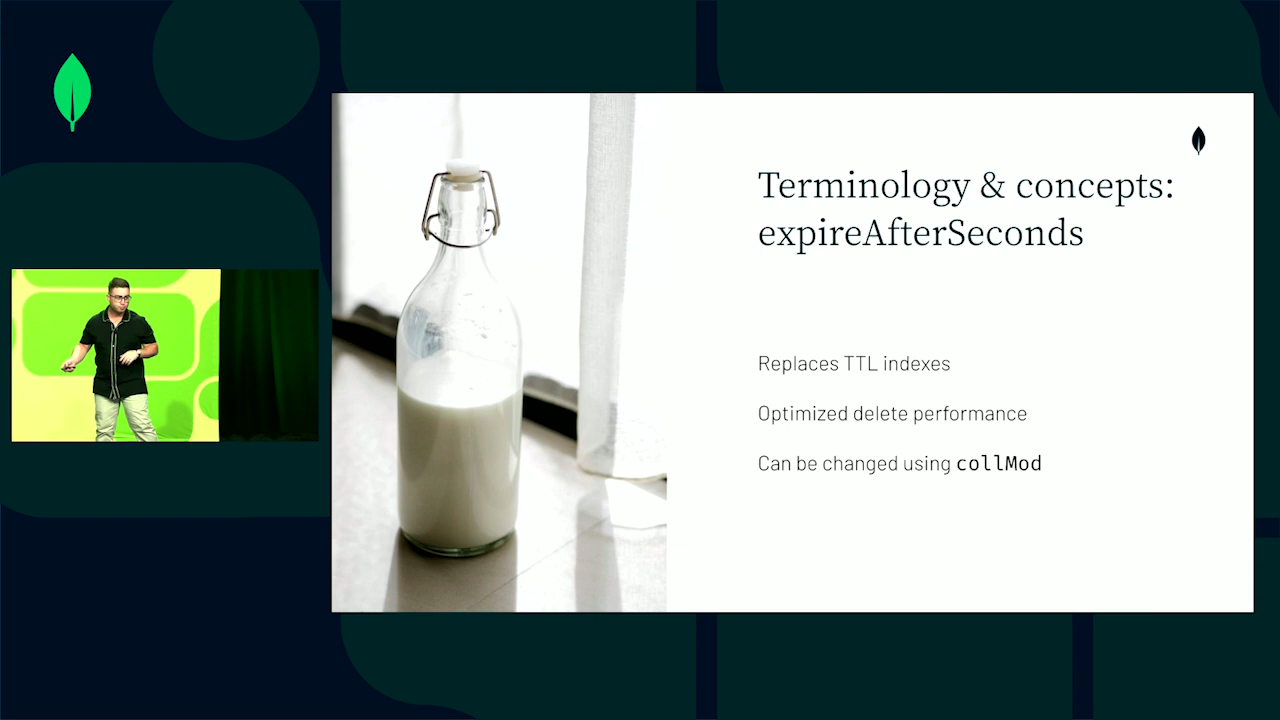 Terminology & concepts:
expireAfterSeconds
Replaces TTL indexes
Optimized delete performance
Can be changed using collMod